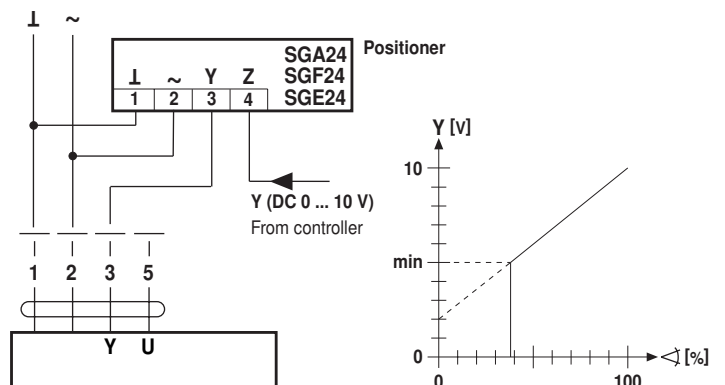 ⊥ ~
SGA24 Positioner
⊥ ~ Y Z SGF24
1 2 3 4 SGE24
Y (DC 0 ... 10 V)
From controller
1 2 3 5
Y U
Y [V]
10
min
0
0 100
[%]